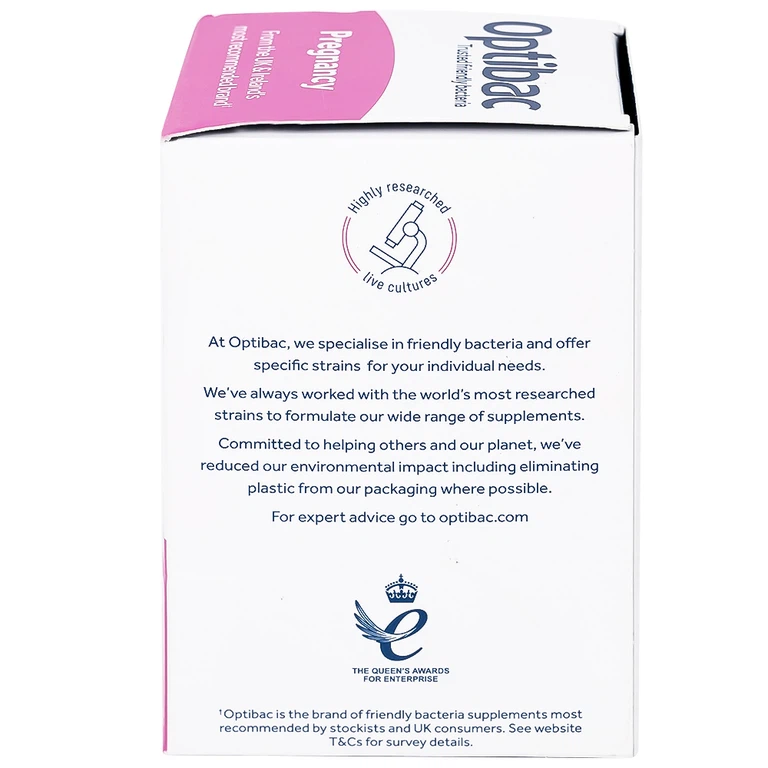 Optibac
Trusted friendly bacteria
Pregnancy
From the UK & Ireland's
most recommended brand¹
Highly researched
live cultures
At Optibac, we specialise in friendly bacteria and offer
specific strains for your individual needs.
We've always worked with the world's most researched
strains to formulate our wide range of supplements.
Committed to helping others and our planet, we've
reduced our environmental impact including eliminating
plastic from our packaging where possible.
For expert advice go to optibac.com
THE QUEEN'S AWARDS
FOR ENTERPRISE
¹Optibac is the brand of friendly bacteria supplements most
recommended by stockists and UK consumers. See website
T&Cs for survey details.